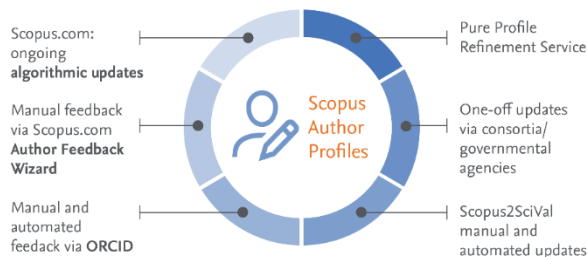 Scopus.com:
ongoing
algorithmic updates
Manual feedback
via Scopus.com
Author Feedback
Wizard
Manual and
automated
feedack via ORCID
Scopus
Author
Profiles
Pure Profile
Refinement Service
One-off updates
via consortia/
governmental
agencies
Scopus2SciVal
manual and
automated updates